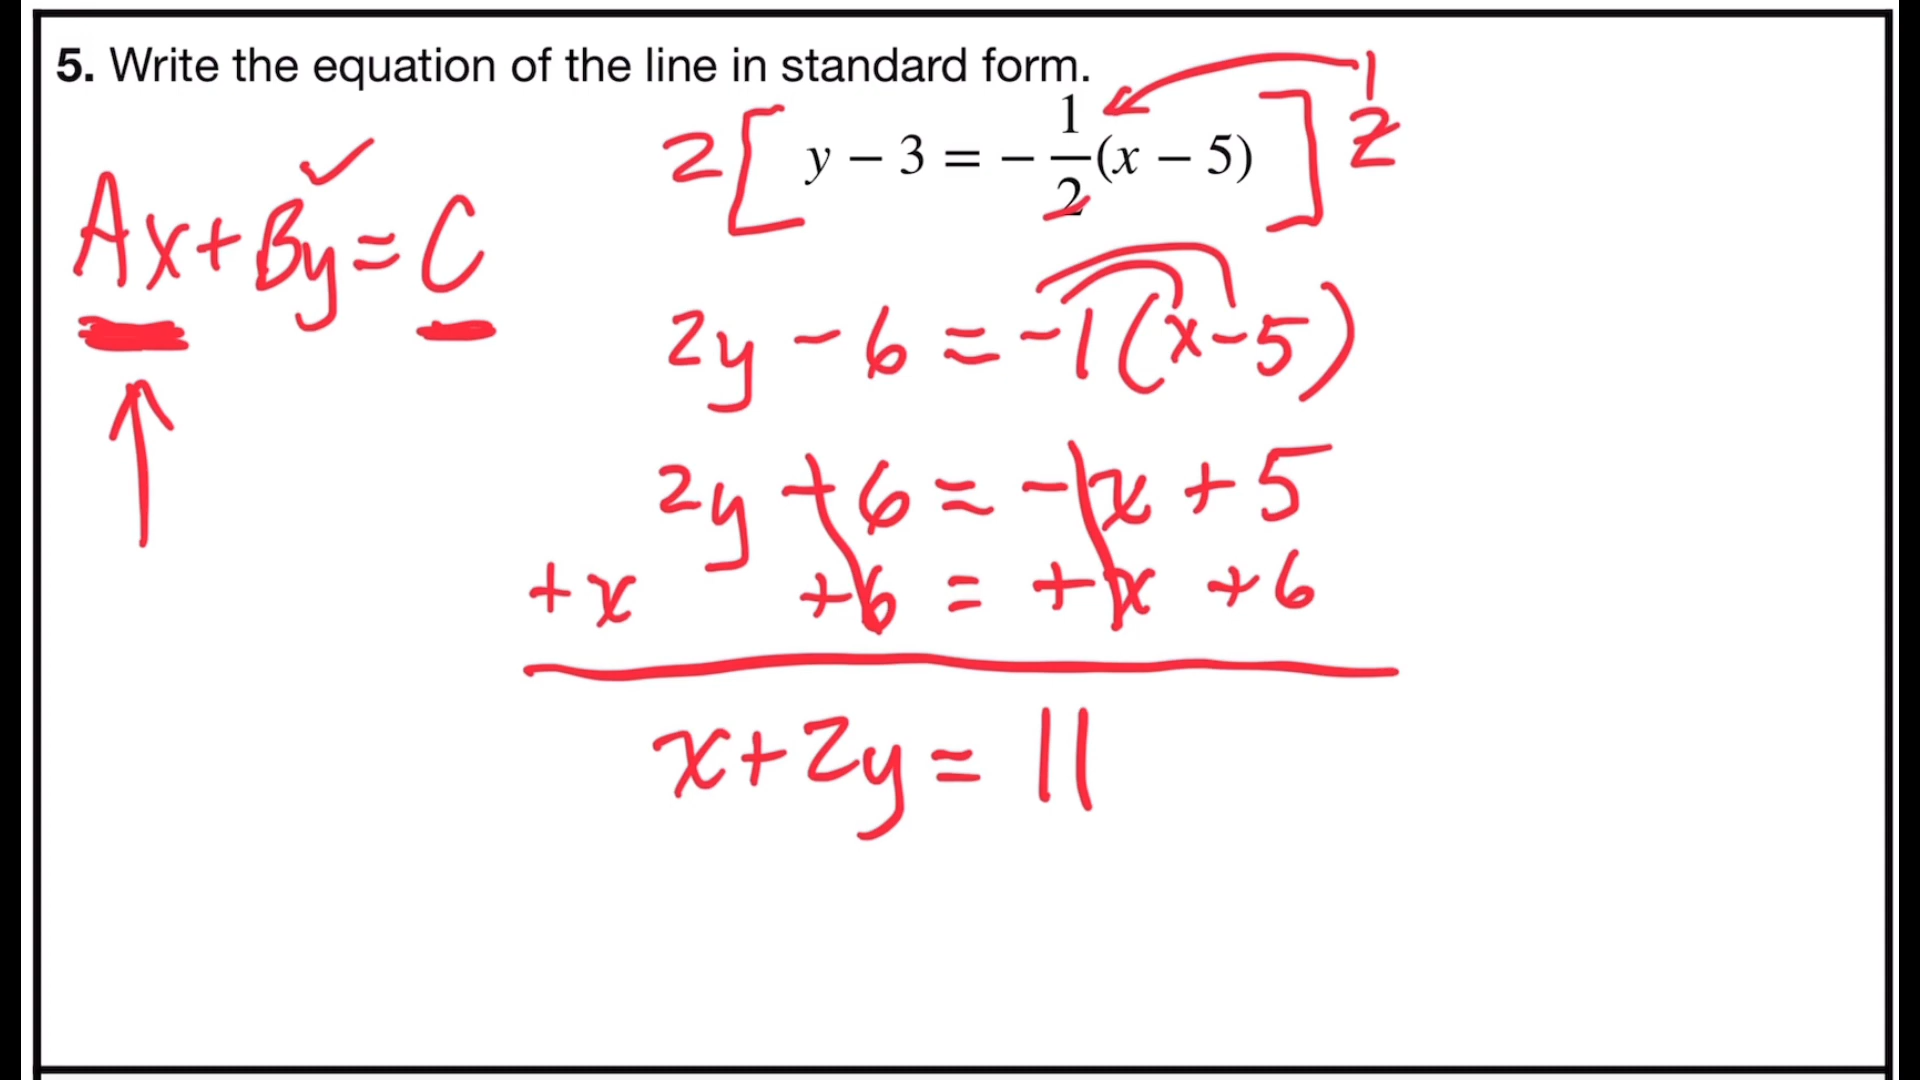 5. Write the equation of the line in standard form.
2[ y − 3 = − 1/2 (x − 5) ] 1/2
Ax + By = C
2y − 6 = −1(x − 5)
2y − 6 = −x + 5
+x +6 = +x +6
x + 2y = 11